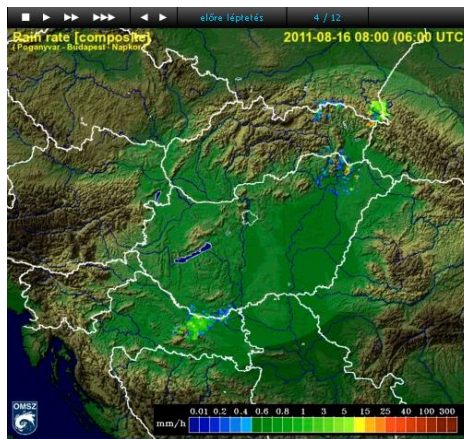 előre léptetés 4 / 12
Rain rate [composite] 2011-08-16 08:00 (06:00 UTC
( Poganyvar - Budapest - Napkor)
OMSZ
mm/h 0.01 0.2 0.4 0.6 0.8 1 3 5 15 25 40 100 300